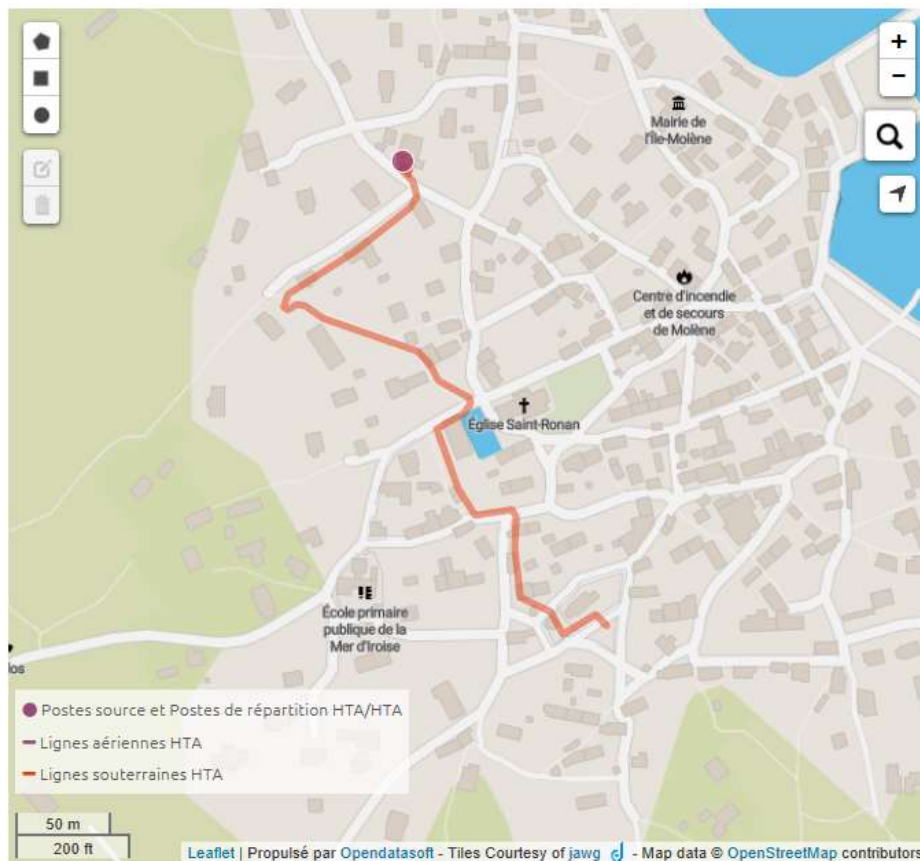 +
−
Mairie de
l'Île-Molène
Centre d'incendie
et de secours
de Molène
Église Saint-Ronan
École primaire
publique de la
Mer d'Iroise
los
Postes source et Postes de répartition HTA/HTA
Lignes aériennes HTA
Lignes souterraines HTA
50 m
200 ft
Leaflet | Propulsé par Opendatasoft - Tiles Courtesy of jawg - Map data © OpenStreetMap contributors